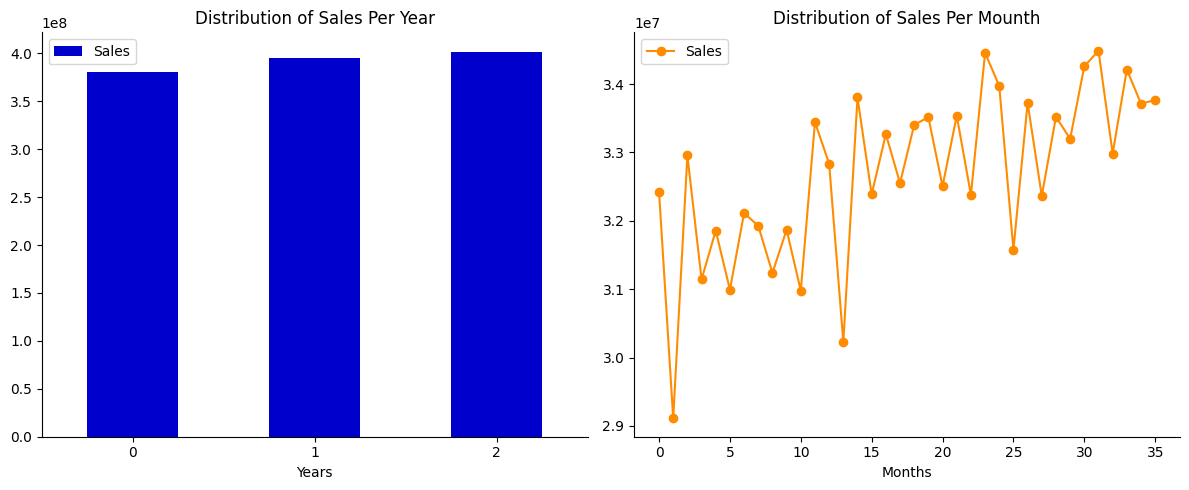 Distribution of Sales Per Year
1e8
Sales
4.0
3.5
3.0
2.5
2.0
1.5
1.0
0.5
0.0
0 1 2
Years
Distribution of Sales Per Mounth
1e7
Sales
3.4
3.3
3.2
3.1
3.0
2.9
0 5 10 15 20 25 30 35
Months